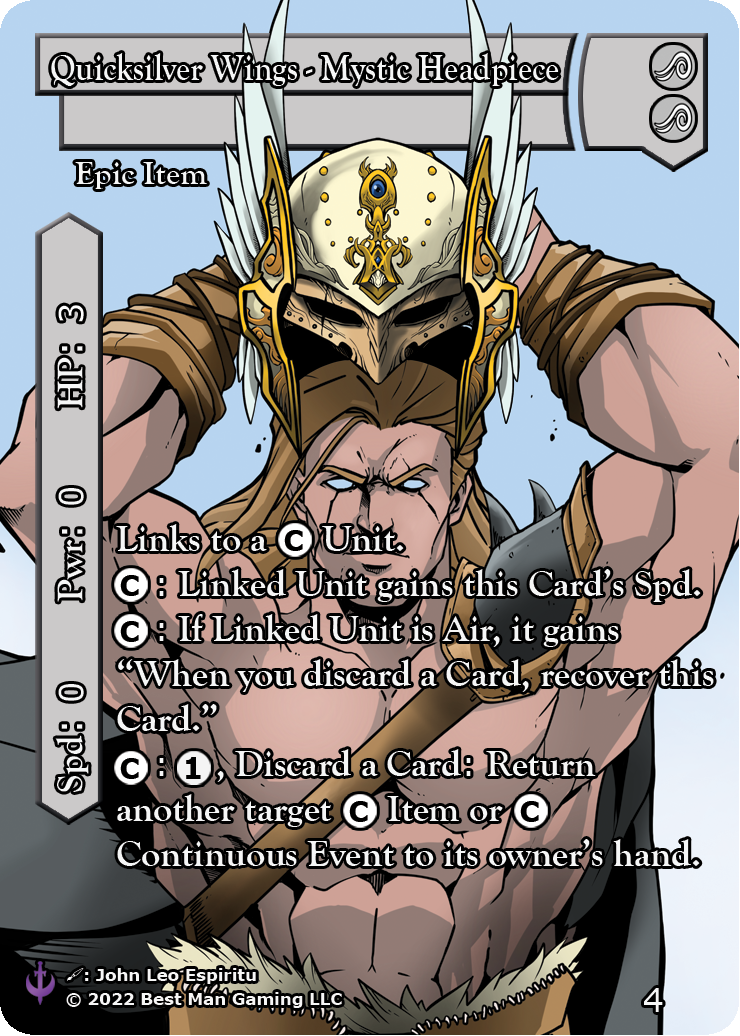 Quicksilver Wings - Mystic Headpiece
Epic Item
HP: 3
Pwr: 0
Spd: 0
Links to a C Unit.
C: Linked Unit gains this Card's Spd.
C: If Linked Unit is Air, it gains
“When you discard a Card, recover this
Card.”
C: 1, Discard a Card: Return
another target C Item or C
Continuous Event to its owner's hand.
: John Leo Espiritu
© 2022 Best Man Gaming LLC
4